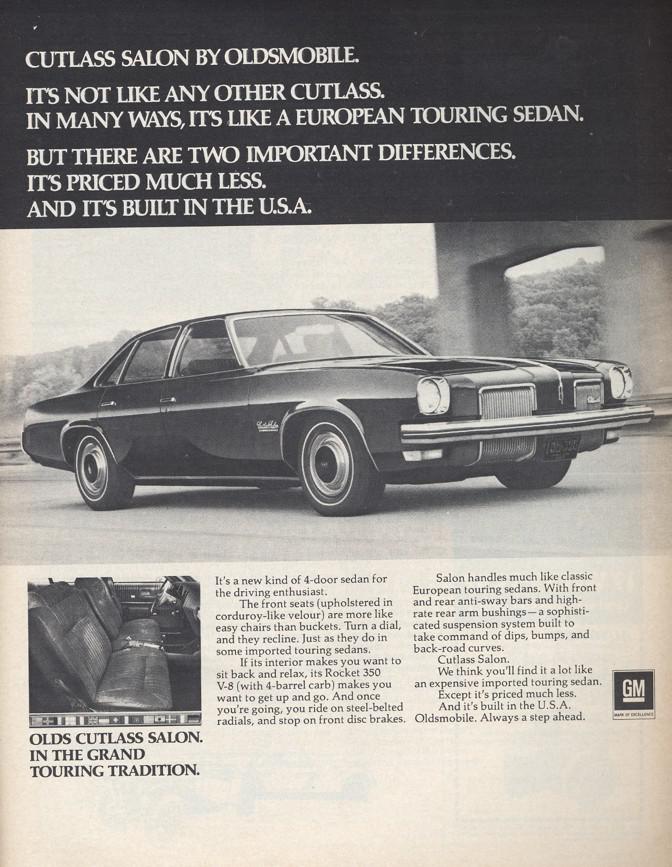 CUTLASS SALON BY OLDSMOBILE.
IT'S NOT LIKE ANY OTHER CUTLASS.
IN MANY WAYS, IT'S LIKE A EUROPEAN TOURING SEDAN.
BUT THERE ARE TWO IMPORTANT DIFFERENCES.
IT'S PRICED MUCH LESS.
AND IT'S BUILT IN THE U.S.A.
OLDS CUTLASS SALON.
IN THE GRAND
TOURING TRADITION.
It's a new kind of 4-door sedan for
the driving enthusiast.
The front seats (upholstered in
corduroy-like velour) are more like
easy chairs than buckets. Turn a dial,
and they recline. Just as they do in
some imported touring sedans.
If its interior makes you want to
sit back and relax, its Rocket 350
V-8 (with 4-barrel carb) makes you
want to get up and go. And once
you're going, you ride on steel-belted
radials, and stop on front disc brakes.
Salon handles much like classic
European touring sedans. With front
and rear anti-sway bars and high-
rate rear arm bushings—a sophisti-
cated suspension system built to
take command of dips, bumps, and
back-road curves.
Cutlass Salon.
We think you'll find it a lot like
an expensive imported touring sedan.
Except it's priced much less.
And it's built in the U.S.A.
Oldsmobile. Always a step ahead.
GM
MARK OF EXCELLENCE